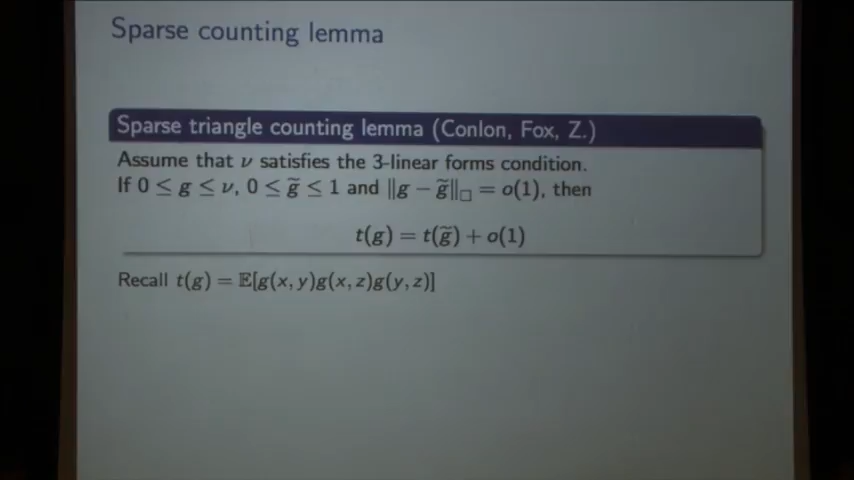 Sparse counting lemma
Sparse triangle counting lemma (Conlon, Fox, Z.)
Assume that ν satisfies the 3-linear forms condition.
If 0 ≤ g ≤ ν, 0 ≤ g̃ ≤ 1 and ‖g − g̃‖□ = o(1), then
t(g) = t(g̃) + o(1)
Recall t(g) = 𝔼[g(x, y)g(x, z)g(y, z)]